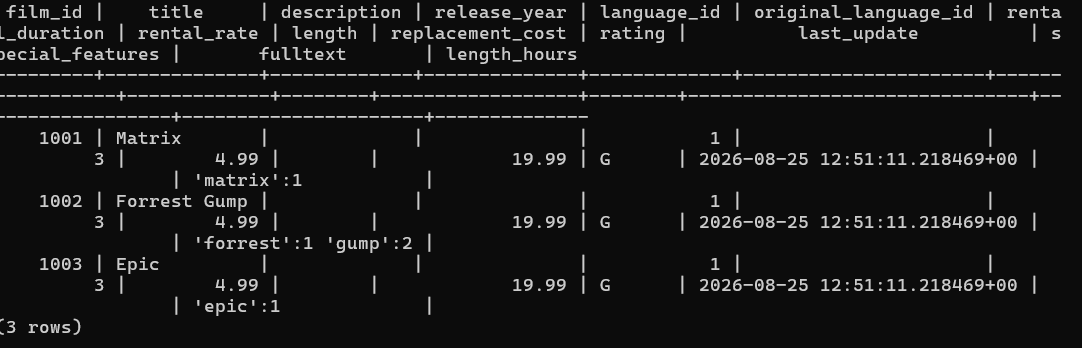 film_id |    title     | description | release_year | language_id | original_language_id | renta
l_duration | rental_rate | length | replacement_cost | rating |          last_update          | s
pecial_features |       fulltext       | length_hours
---------+--------------+-------------+--------------+-------------+----------------------+------
-----------+-------------+--------+------------------+--------+-------------------------------+--
----------------+----------------------+--------------
    1001 | Matrix       |             |              |           1 |                      |
         3 |        4.99 |        |            19.99 | G      | 2026-08-25 12:51:11.218469+00 |
                | 'matrix':1           |
    1002 | Forrest Gump |             |              |           1 |                      |
         3 |        4.99 |        |            19.99 | G      | 2026-08-25 12:51:11.218469+00 |
                | 'forrest':1 'gump':2 |
    1003 | Epic         |             |              |           1 |                      |
         3 |        4.99 |        |            19.99 | G      | 2026-08-25 12:51:11.218469+00 |
                | 'epic':1             |
(3 rows)